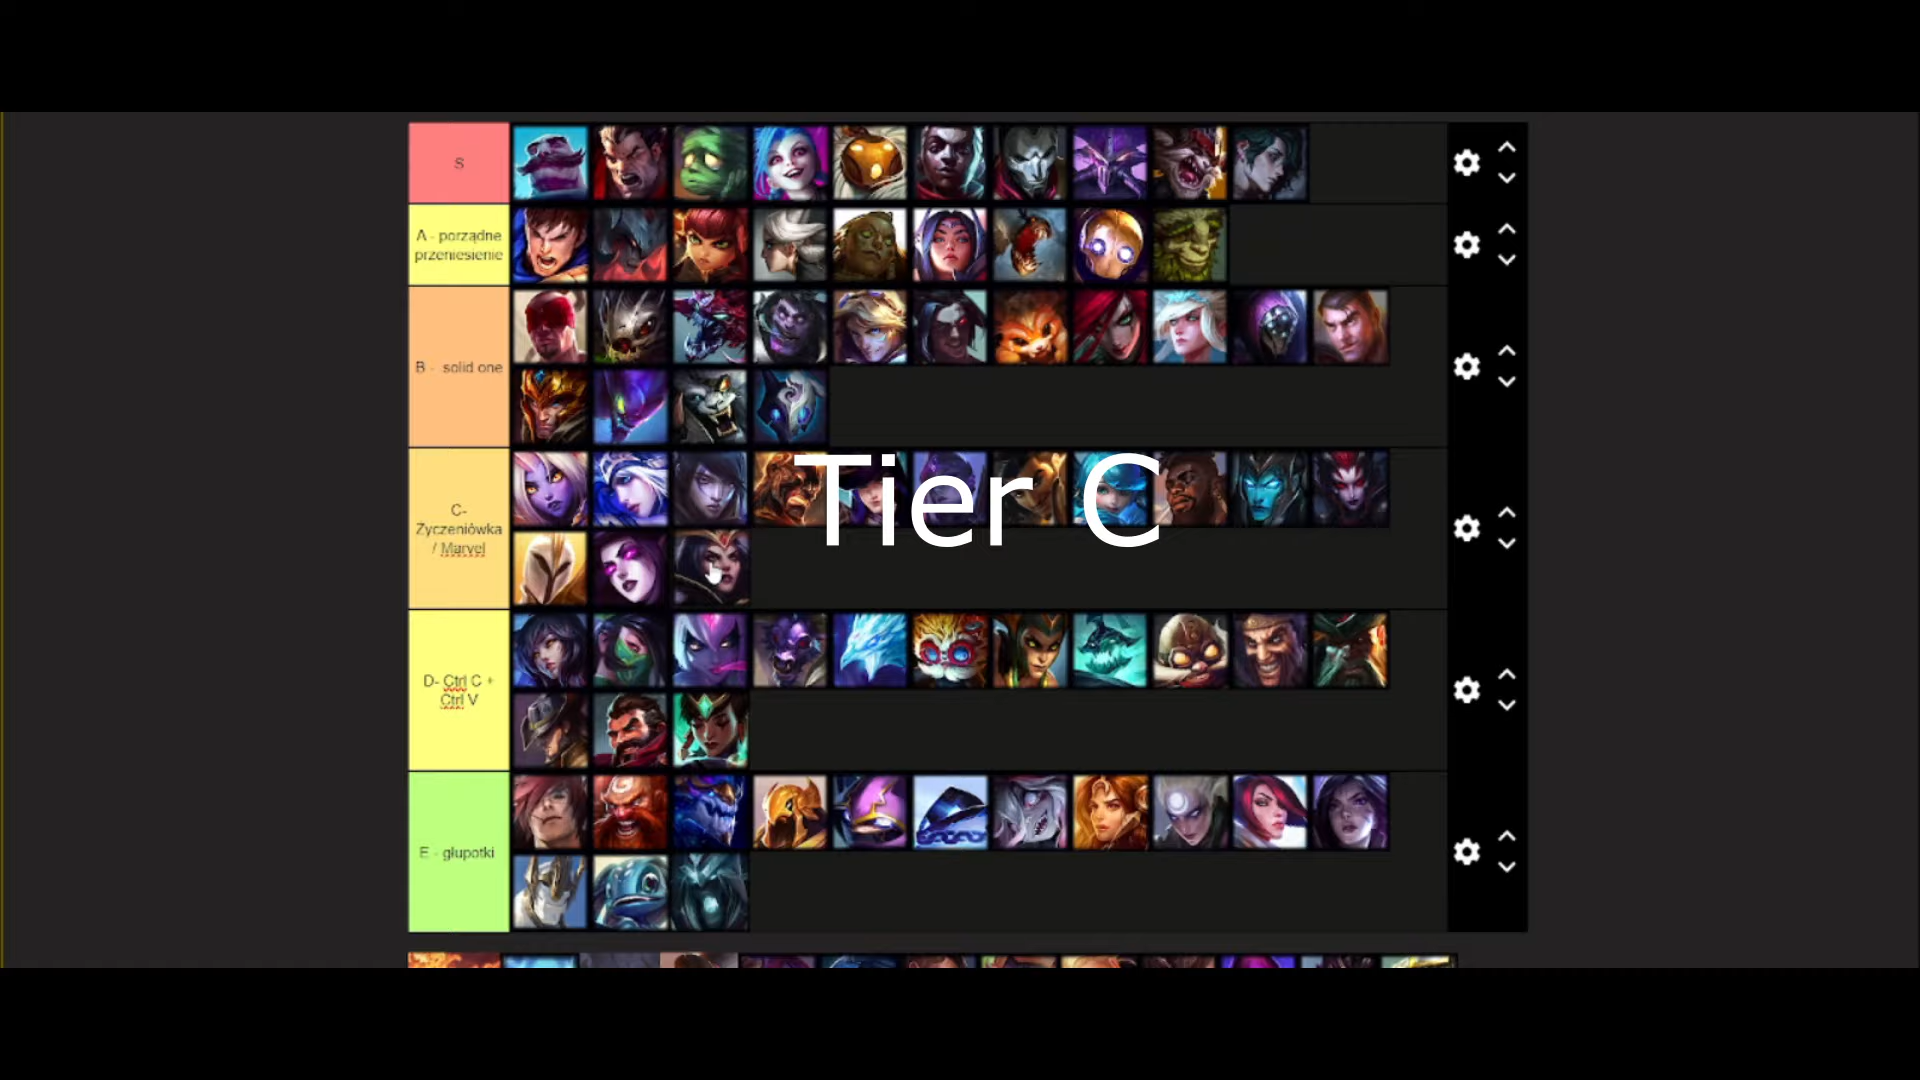 S
A - porządne
przeniesienie
B - solid one
Tier C
C-
Życzeniówka
/ Marvel
D- Ctrl C +
Ctrl V
E - głupotki